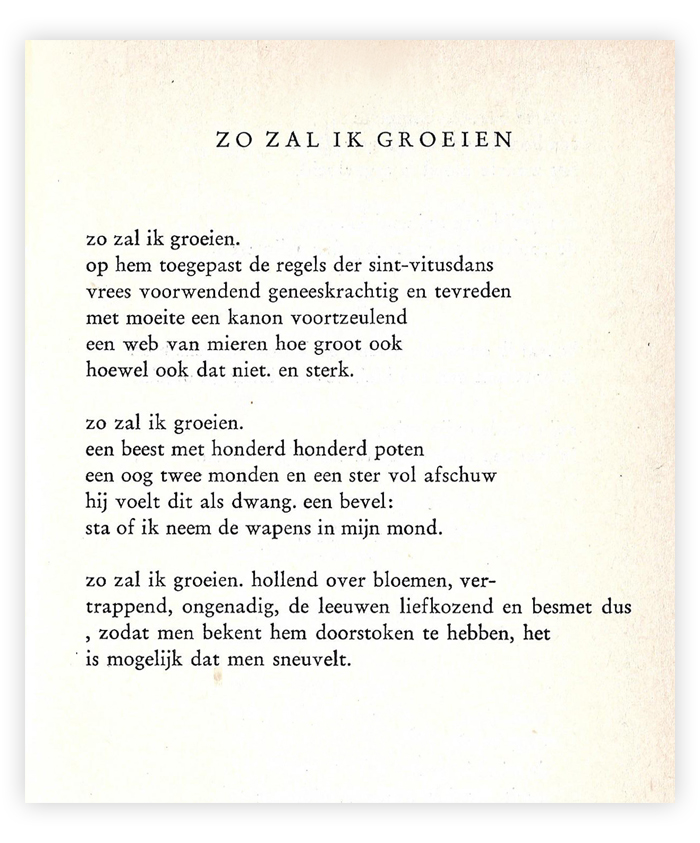 ZO ZAL IK GROEIEN
zo zal ik groeien.
op hem toegepast de regels der sint-vitusdans
vrees voorwendend geneeskrachtig en tevreden
met moeite een kanon voortzeulend
een web van mieren hoe groot ook
hoewel ook dat niet. en sterk.
zo zal ik groeien.
een beest met honderd honderd poten
een oog twee monden en een ster vol afschuw
hij voelt dit als dwang. een bevel:
sta of ik neem de wapens in mijn mond.
zo zal ik groeien. hollend over bloemen, ver-
trappend, ongenadig, de leeuwen liefkozend en besmet dus
, zodat men bekent hem doorstoken te hebben, het
is mogelijk dat men sneuvelt.